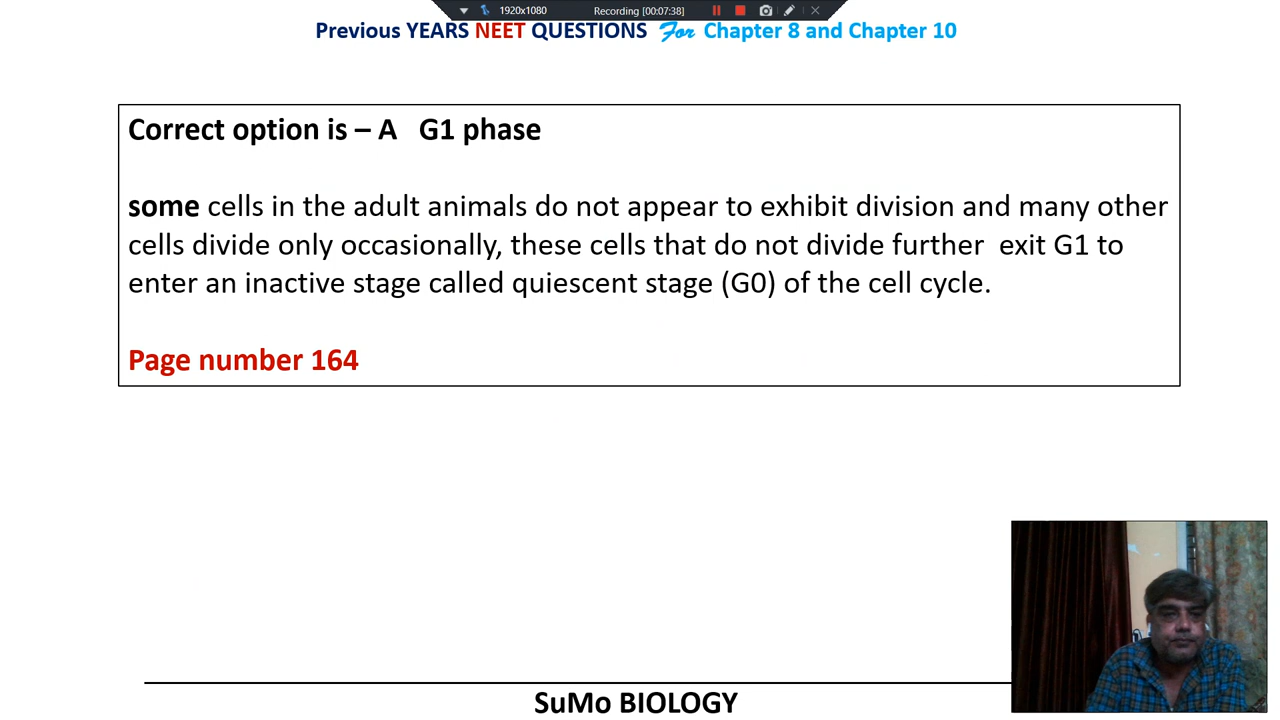 1920x1080 Recording [00:07:38]
Previous YEARS NEET QUESTIONS For Chapter 8 and Chapter 10
Correct option is – A G1 phase
some cells in the adult animals do not appear to exhibit division and many other
cells divide only occasionally, these cells that do not divide further exit G1 to
enter an inactive stage called quiescent stage (G0) of the cell cycle.
Page number 164
SuMo BIOLOGY